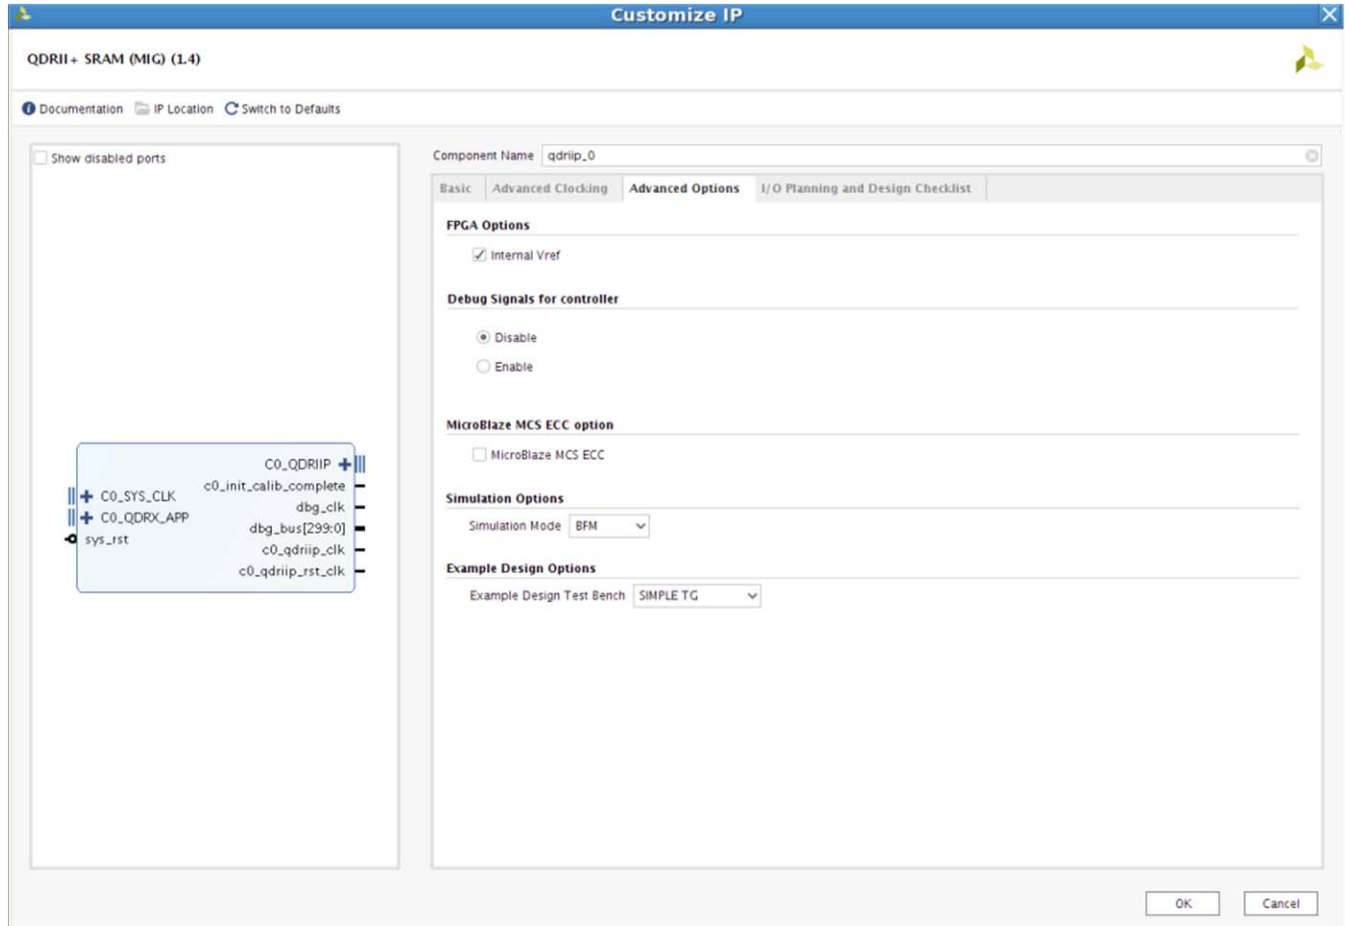 Customize IP
QDRII+ SRAM (MIG) (1.4)
Documentation IP Location Switch to Defaults
Show disabled ports
C0_QDRIIP
c0_init_calib_complete
C0_SYS_CLK
dbg_clk
C0_QDRX_APP
dbg_bus[299:0]
sys_rst
c0_qdriip_clk
c0_qdriip_rst_clk
Component Name qdriip_0
Basic Advanced Clocking Advanced Options I/O Planning and Design Checklist
FPGA Options
Internal Vref
Debug Signals for controller
Disable
Enable
MicroBlaze MCS ECC option
MicroBlaze MCS ECC
Simulation Options
Simulation Mode BFM
Example Design Options
Example Design Test Bench SIMPLE TG
OK Cancel